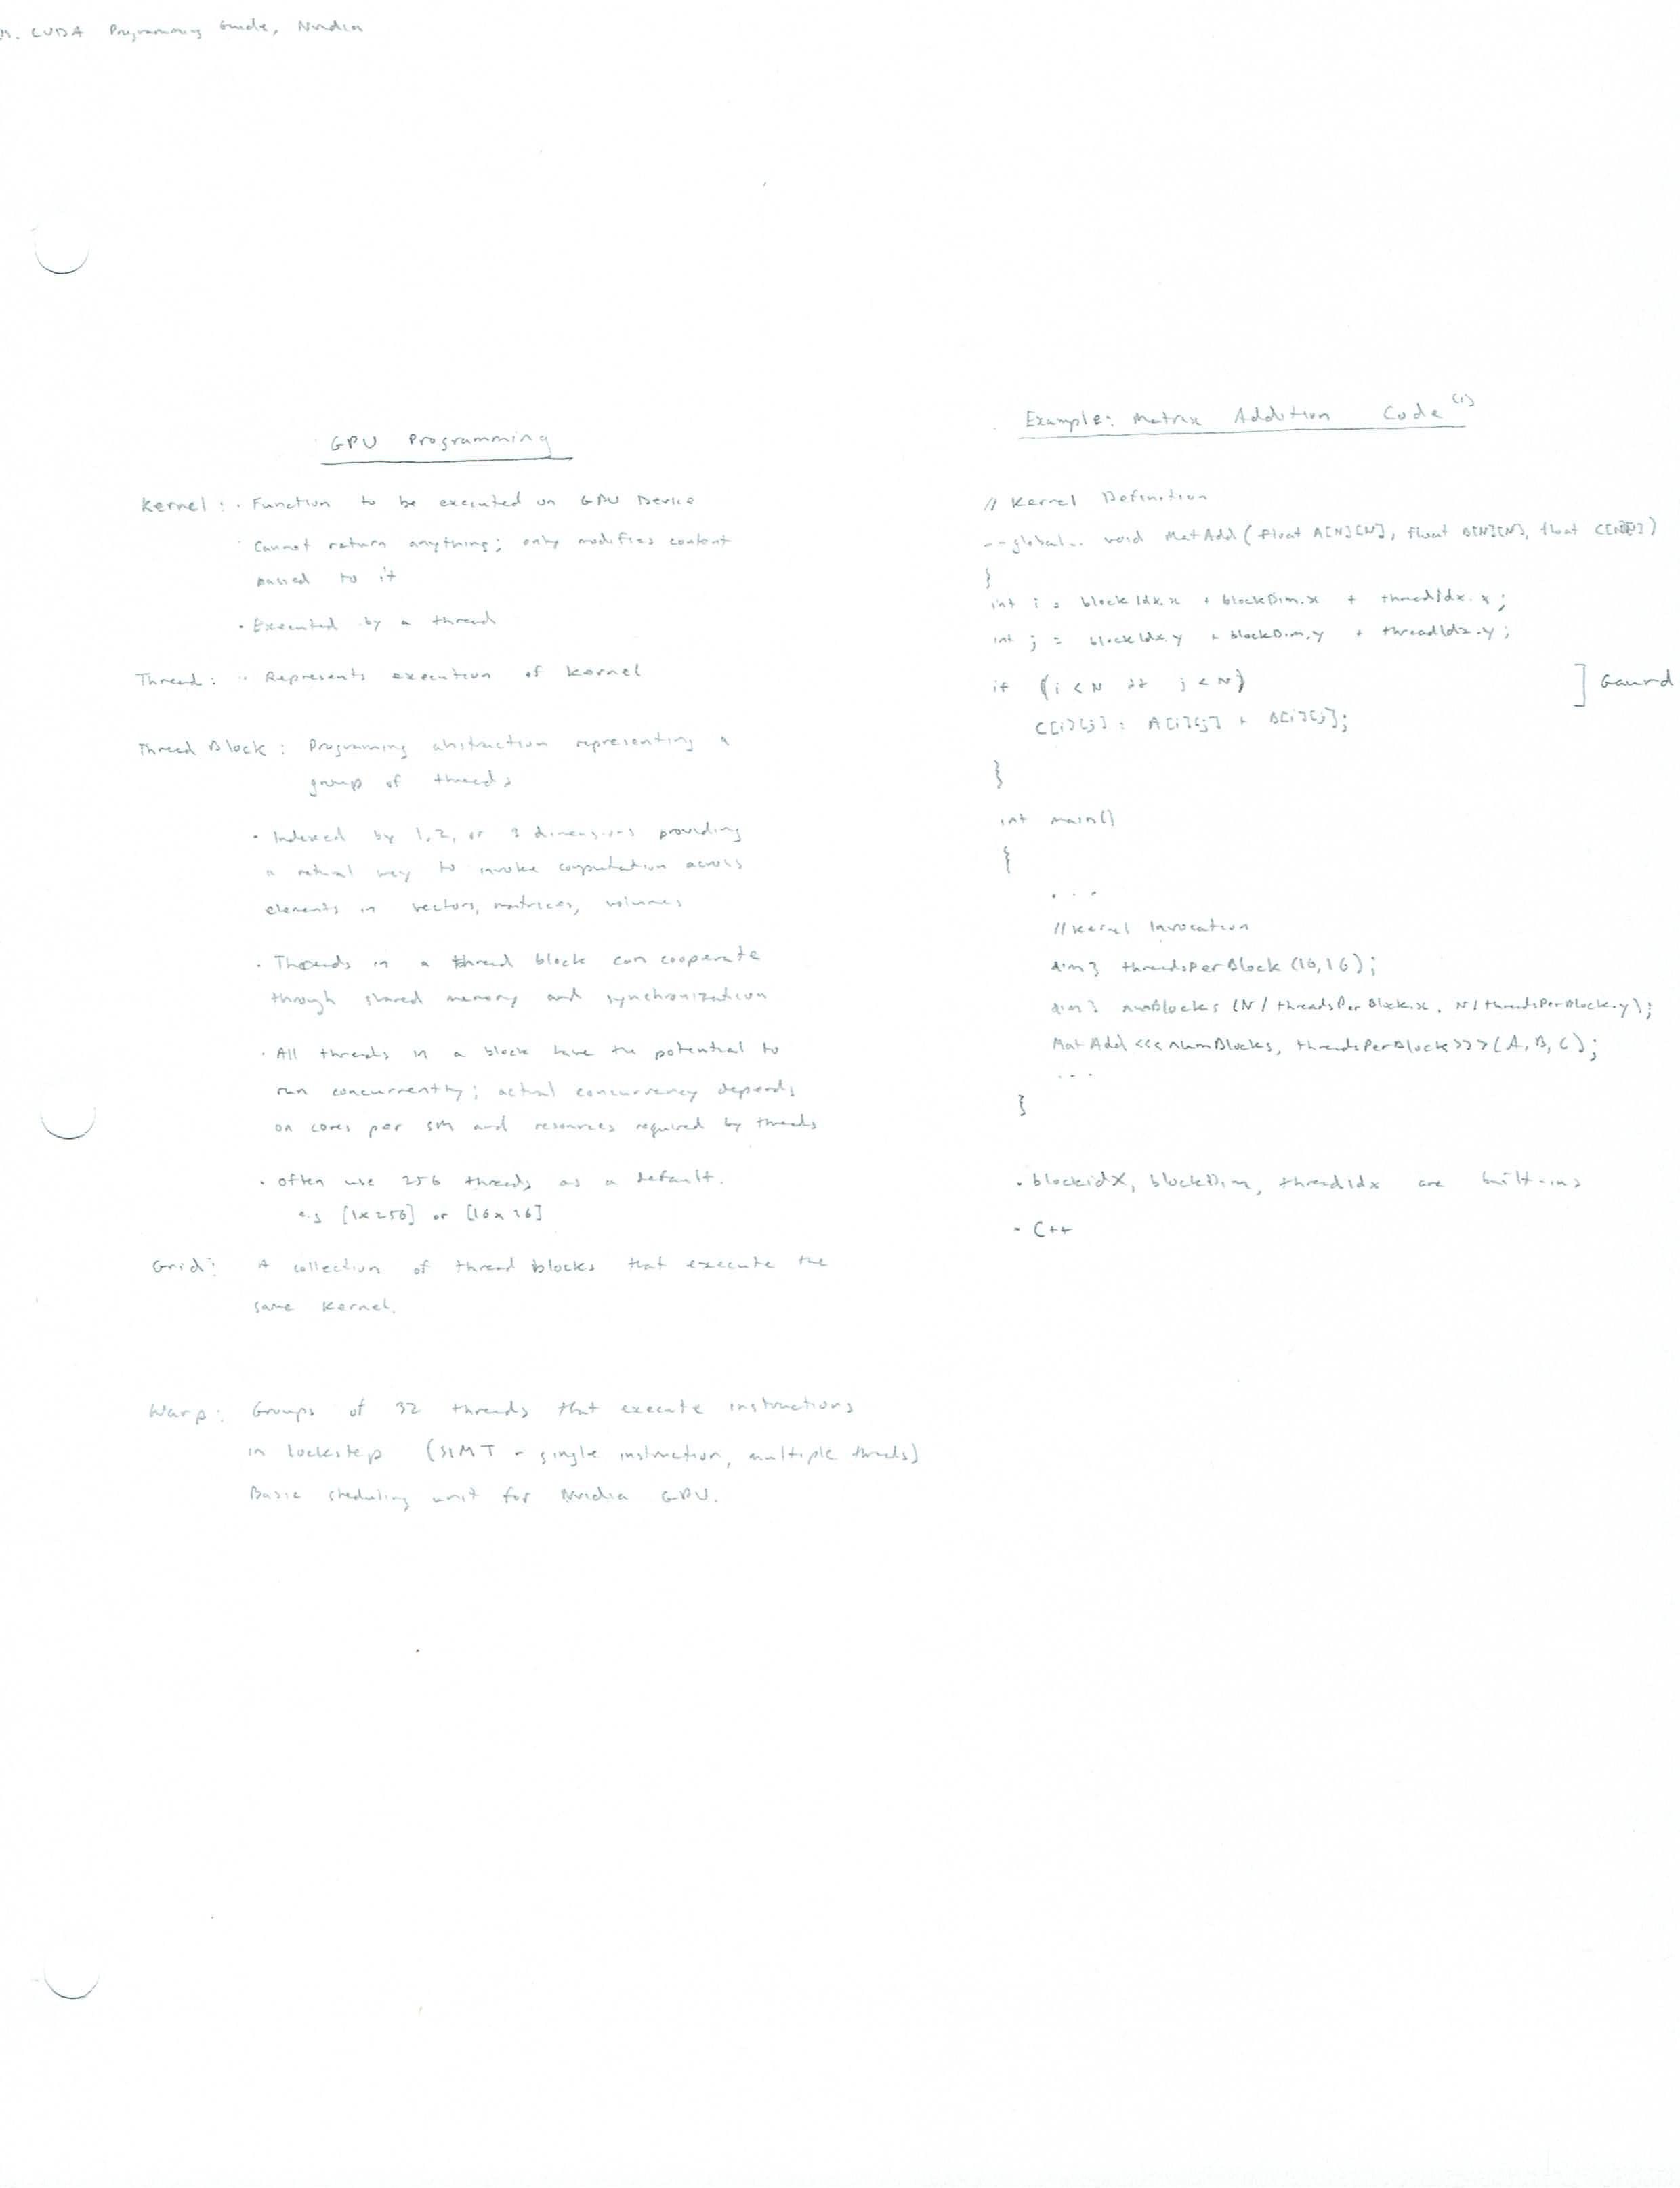 CUDA Programming Guide, Nvidia
GPU Programming
Kernel: · Function to be executed on GPU Device
· Cannot return anything; only modifies content
passed to it
· Executed by a thread
Thread: · Represents execution of kernel
Thread Block: Programming abstraction representing a
group of threads
· Indexed by 1, 2, or 3 dimensions providing
a natural way to invoke computation across
elements in vectors, matrices, volumes
· Threads in a thread block can cooperate
through shared memory and synchronization
· All threads in a block have the potential to
run concurrently; actual concurrency depends
on cores per SM and resources required by threads
· often use 256 threads as a default.
e.g [1x256] or [16x16]
Grid: A collection of thread blocks that execute the
same kernel.
Warp: Groups of 32 threads that execute instructions
in lockstep (SIMT - single instruction, multiple threads)
Basic sheduling unit for Nvidia GPU.
Example: Matrix Addition Code (1)
// Kernel Definition
__global__ void MatAdd(float A[N][N], float B[N][N], float
}
int i = blockIdx.x * blockDim.x + threadIdx.x;
int j = blockIdx.y * blockDim.y + threadIdx.y;
if (i < N && j < N) ] Gaurd
C[i][j] = A[i][j] + B[i][j];
}
int main()
{
...
// Kernel Invocation
dim3 threadsPerBlock (16,16);
dim3 numBlocks (N / threadsPerBlock.x, N / threadsPerBlock.y);
MatAdd <<< numBlocks, threadsPerBlock >>> (A, B, C);
...
}
· blockidX, blockDim, threadIdx are built-ins
- C++